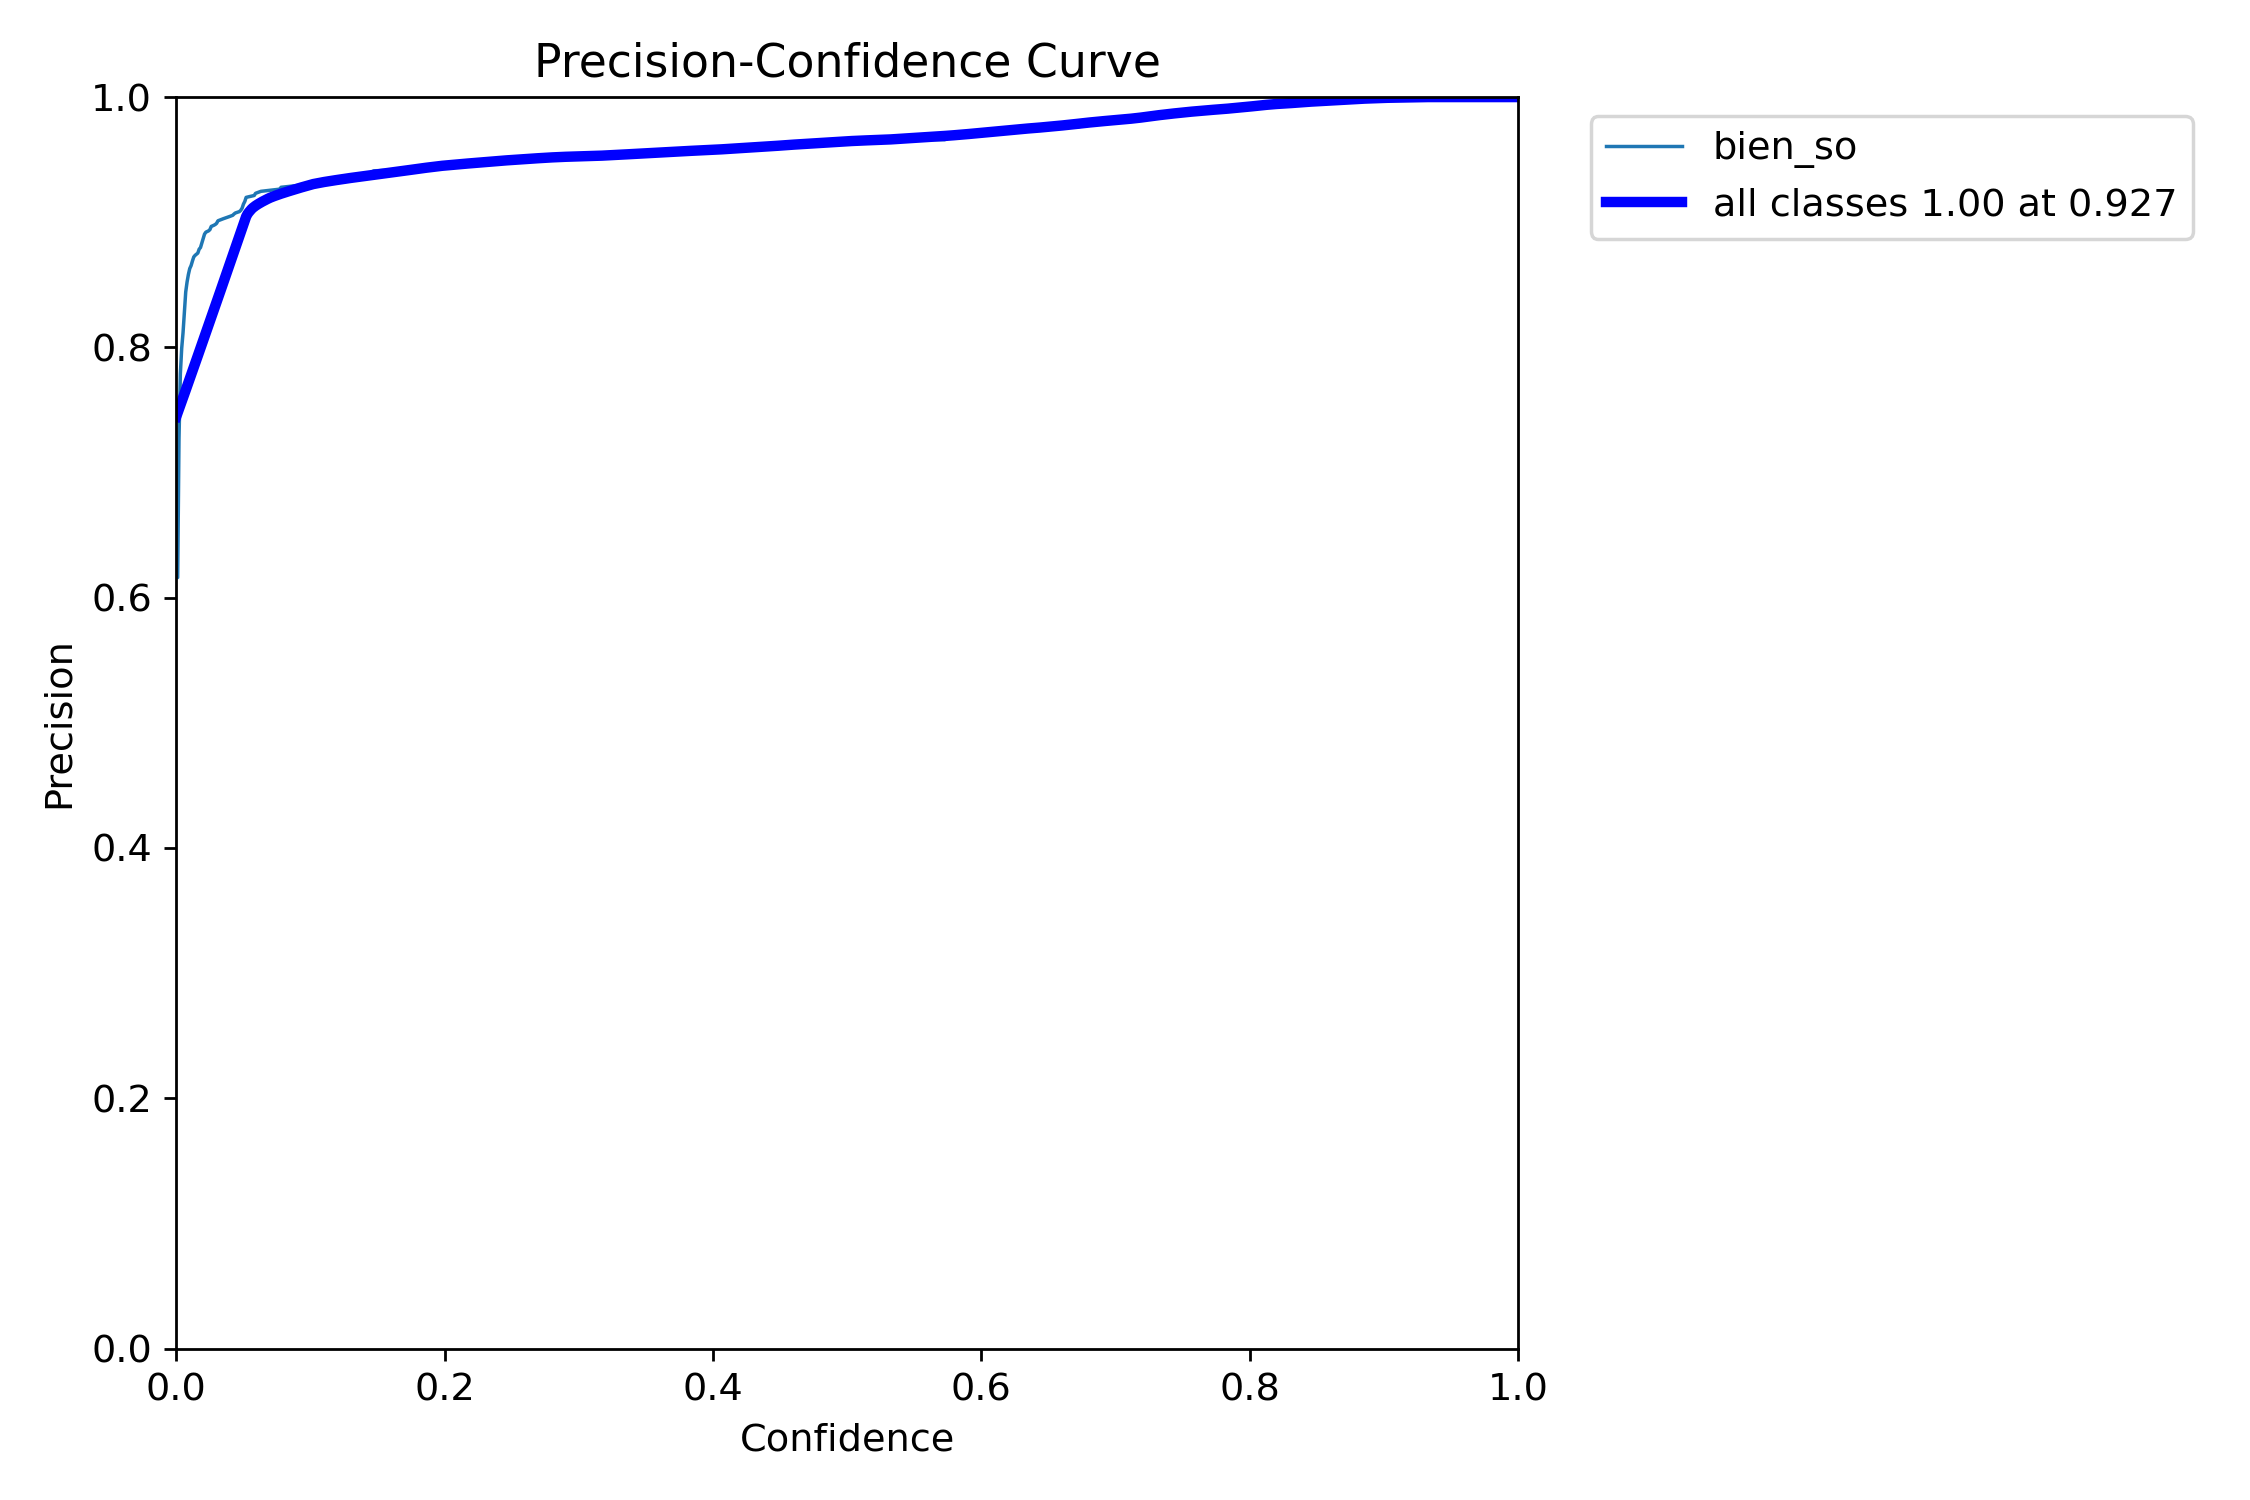 Precision-Confidence Curve
1.0
0.8
0.6
0.4
0.2
0.0
Precision
0.0 0.2 0.4 0.6 0.8 1.0
Confidence
bien_so
all classes 1.00 at 0.927